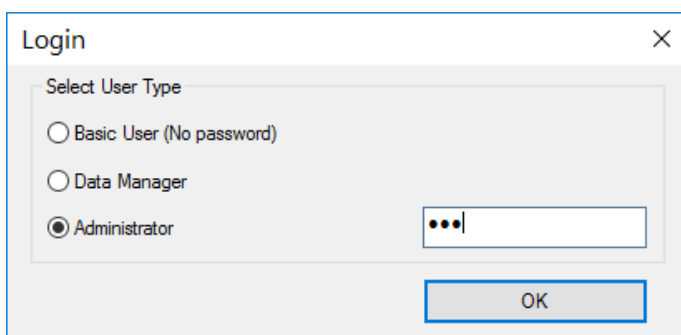 Login
Select User Type
Basic User (No password)
Data Manager
Administrator
•••
OK